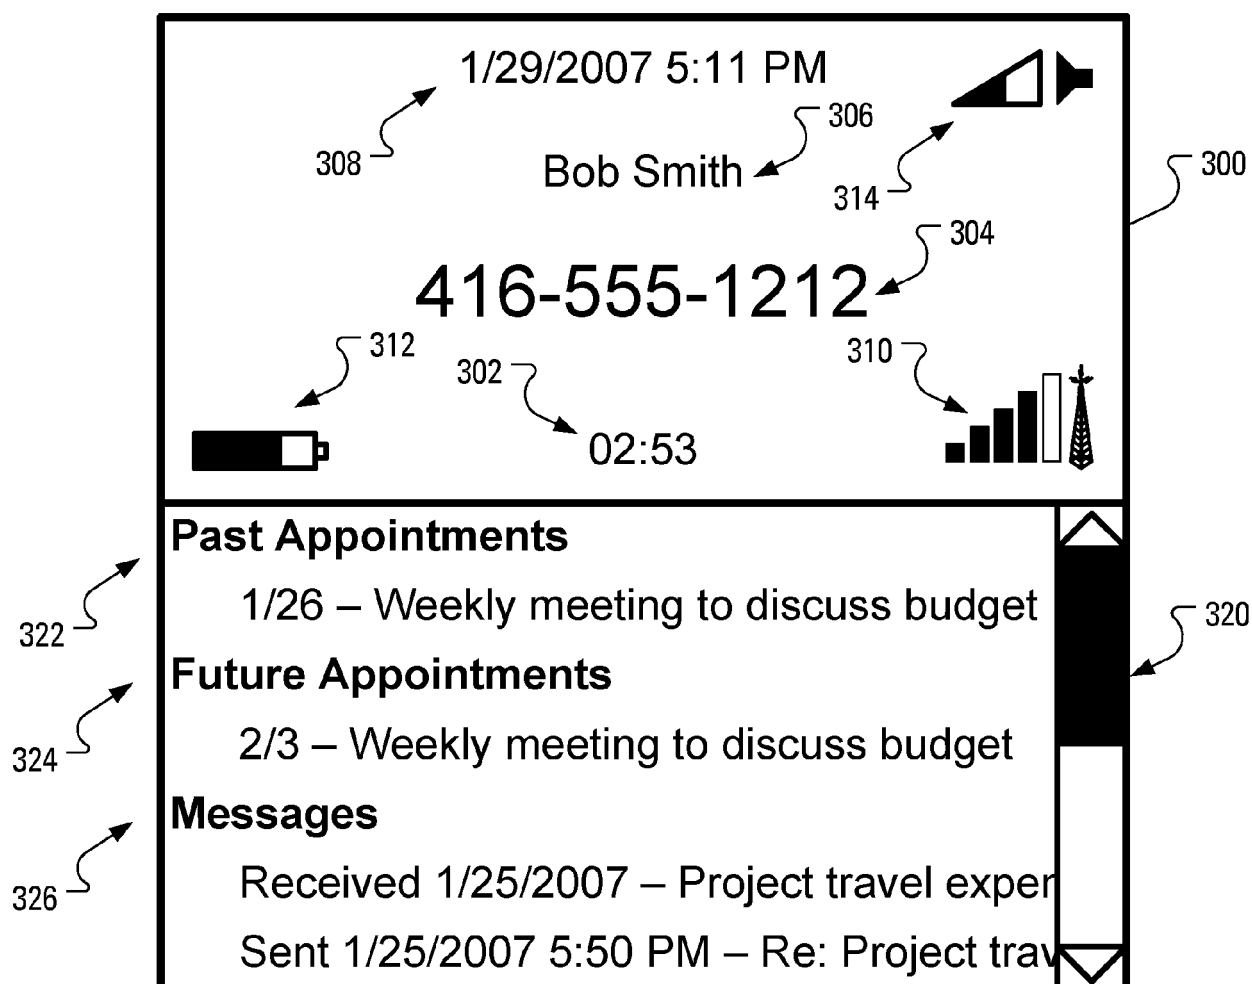 1/29/2007 5:11 PM
306
308
Bob Smith
314
300
304
416-555-1212
312
302
310
02:53
Past Appointments
1/26 – Weekly meeting to discuss budget
322
320
Future Appointments
324
2/3 – Weekly meeting to discuss budget
Messages
326
Received 1/25/2007 – Project travel exper
Sent 1/25/2007 5:50 PM – Re: Project trav